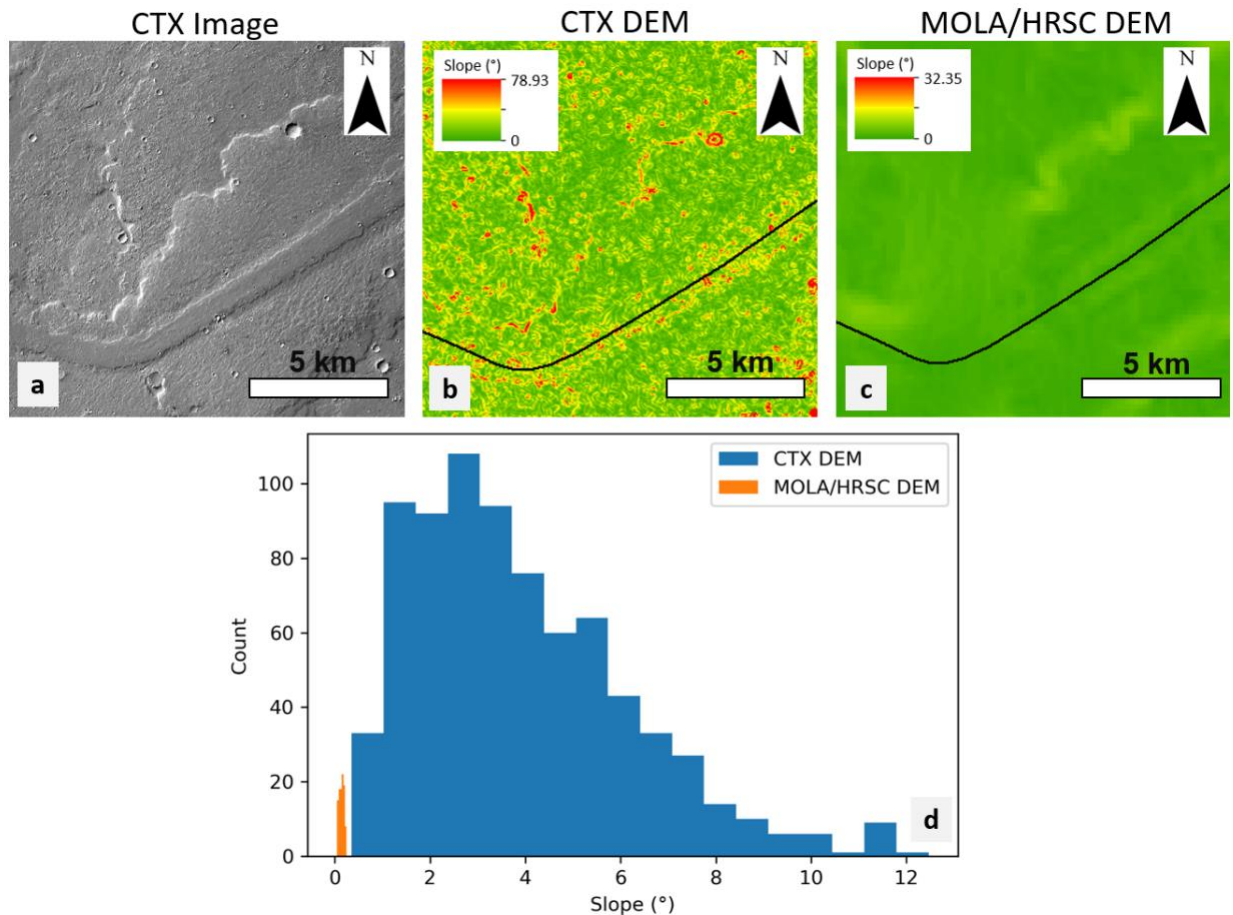 CTX Image
CTX DEM
MOLA/HRSC DEM
N
a
5 km
Slope (°)
78.93
0
N
b
5 km
Slope (°)
32.35
0
N
c
5 km
CTX DEM
MOLA/HRSC DEM
100
80
60
40
20
0
Count
0 2 4 6 8 10 12
Slope (°)
d